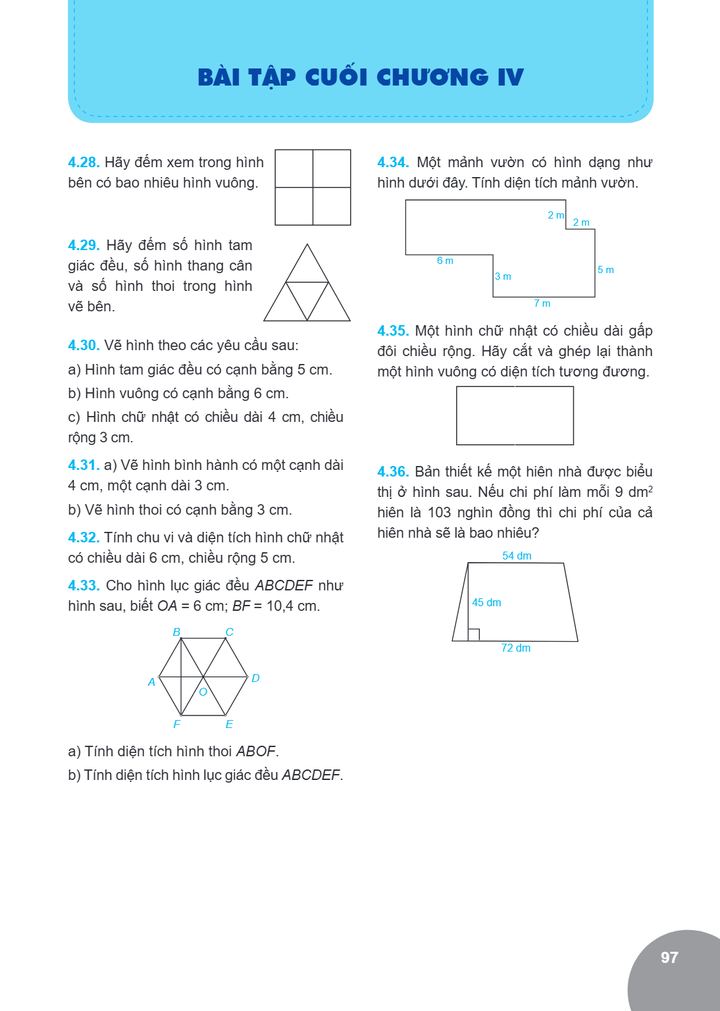 BÀI TẬP CUỐI CHƯƠNG IV
4.28. Hãy đếm xem trong hình
bên có bao nhiêu hình vuông.
4.29. Hãy đếm số hình tam
giác đều, số hình thang cân
và số hình thoi trong hình
vẽ bên.
4.30. Vẽ hình theo các yêu cầu sau:
a) Hình tam giác đều có cạnh bằng 5 cm.
b) Hình vuông có cạnh bằng 6 cm.
c) Hình chữ nhật có chiều dài 4 cm, chiều
rộng 3 cm.
4.31. a) Vẽ hình bình hành có một cạnh dài
4 cm, một cạnh dài 3 cm.
b) Vẽ hình thoi có cạnh bằng 3 cm.
4.32. Tính chu vi và diện tích hình chữ nhật
có chiều dài 6 cm, chiều rộng 5 cm.
4.33. Cho hình lục giác đều ABCDEF như
hình sau, biết OA = 6 cm; BF = 10,4 cm.
B C
A D
O
F E
a) Tính diện tích hình thoi ABOF.
b) Tính diện tích hình lục giác đều ABCDEF.
4.34. Một mảnh vườn có hình dạng như
hình dưới đây. Tính diện tích mảnh vườn.
2 m
2 m
6 m
3 m
5 m
7 m
4.35. Một hình chữ nhật có chiều dài gấp
đôi chiều rộng. Hãy cắt và ghép lại thành
một hình vuông có diện tích tương đương.
4.36. Bản thiết kế một hiên nhà được biểu
thị ở hình sau. Nếu chi phí làm mỗi 9 dm²
hiên là 103 nghìn đồng thì chi phí của cả
hiên nhà sẽ là bao nhiêu?
54 dm
45 dm
72 dm
97